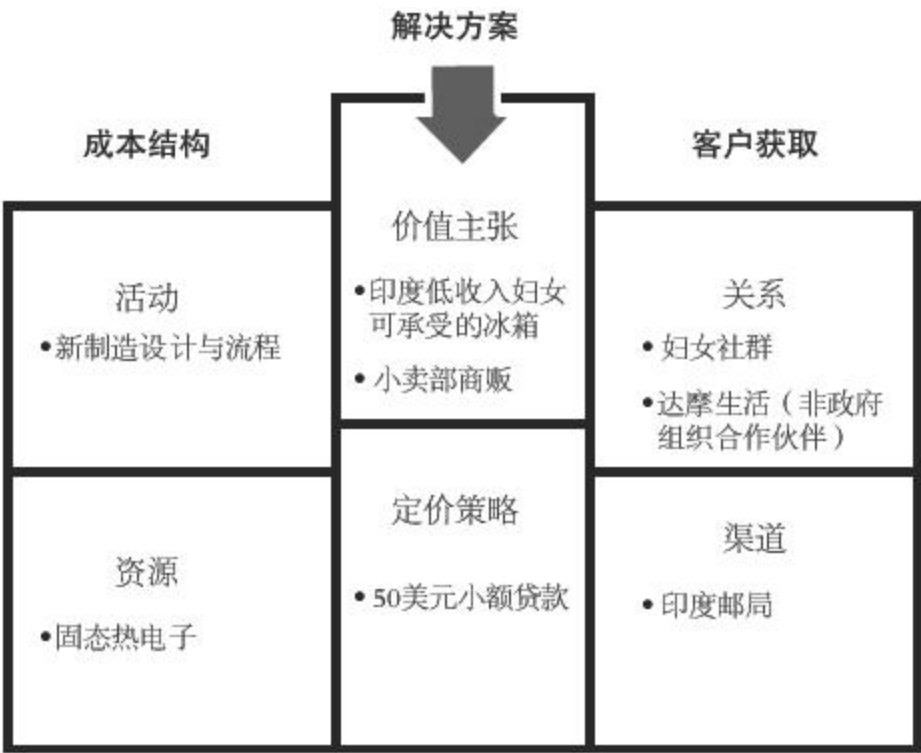 解决方案
成本结构
客户获取
价值主张
•印度低收入妇女
可承受的冰箱
•小卖部商贩
活动
•新制造设计与流程
关系
•妇女社群
•达摩生活（非政府
组织合作伙伴）
定价策略
•50美元小额贷款
资源
•固态热电子
渠道
•印度邮局